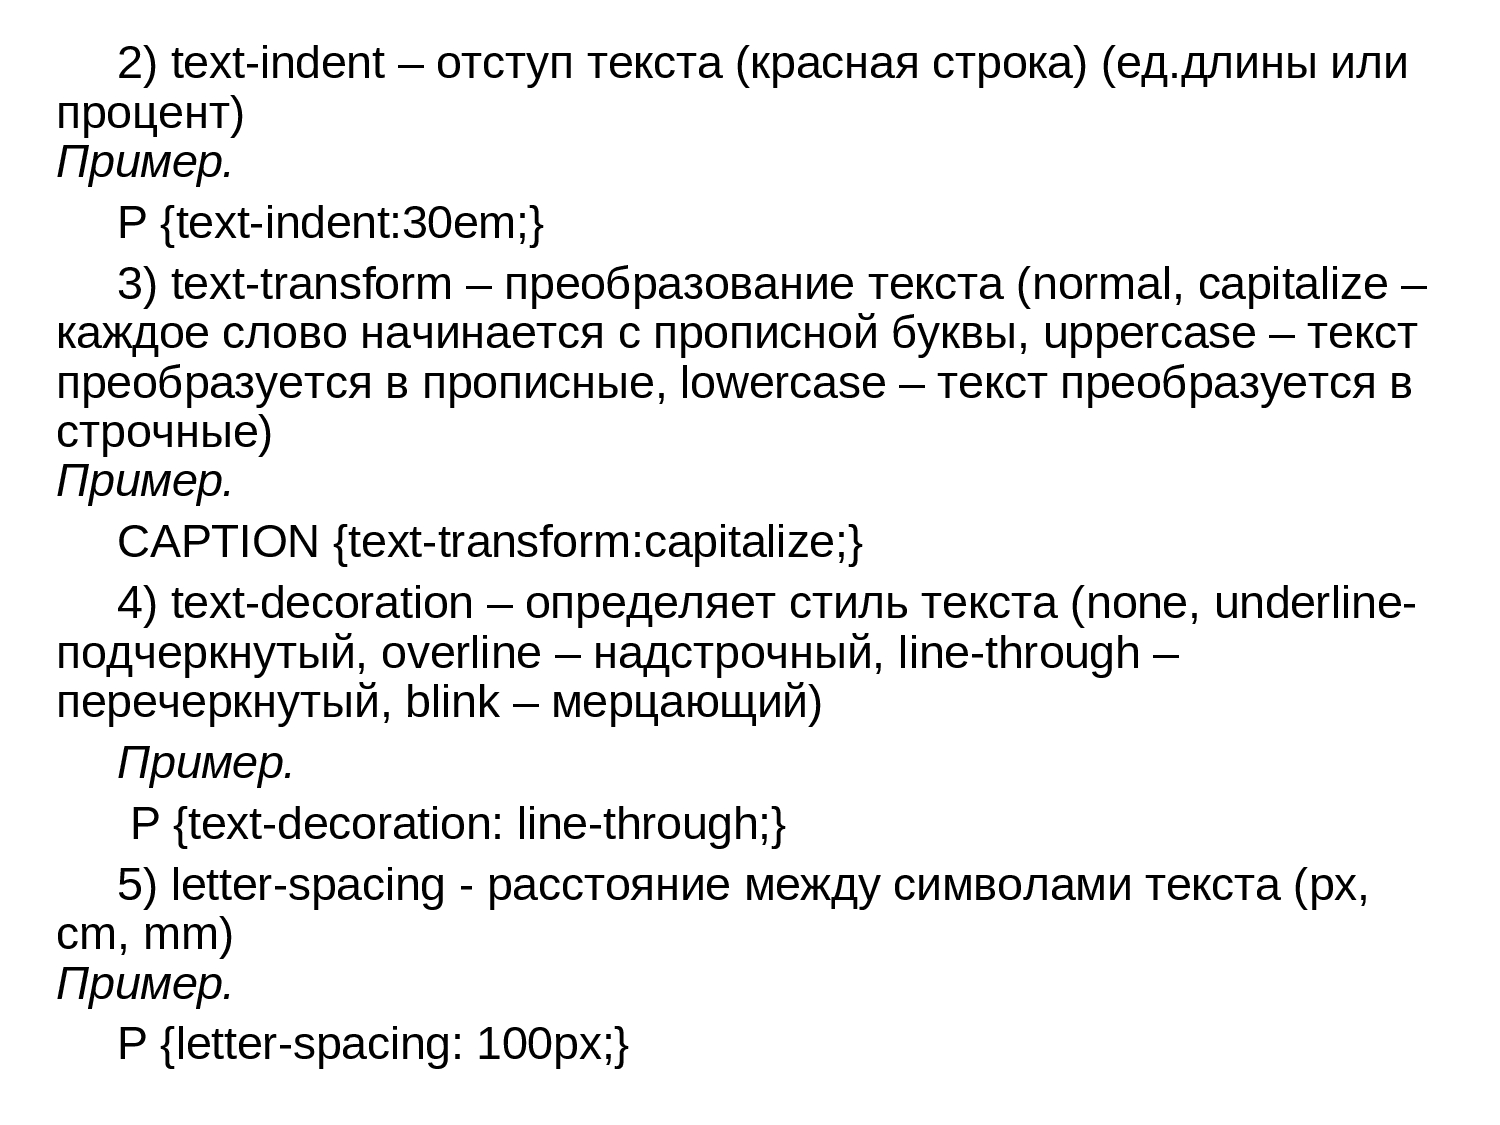 2) text-indent – отступ текста (красная строка) (ед.длины или
процент)
Пример.
P {text-indent:30em;}
3) text-transform – преобразование текста (normal, capitalize –
каждое слово начинается с прописной буквы, uppercase – текст
преобразуется в прописные, lowercase – текст преобразуется в
строчные)
Пример.
CAPTION {text-transform:capitalize;}
4) text-decoration – определяет стиль текста (none, underline-
подчеркнутый, overline – надстрочный, line-through –
перечеркнутый, blink – мерцающий)
Пример.
P {text-decoration: line-through;}
5) letter-spacing - расстояние между символами текста (px,
cm, mm)
Пример.
P {letter-spacing: 100px;}